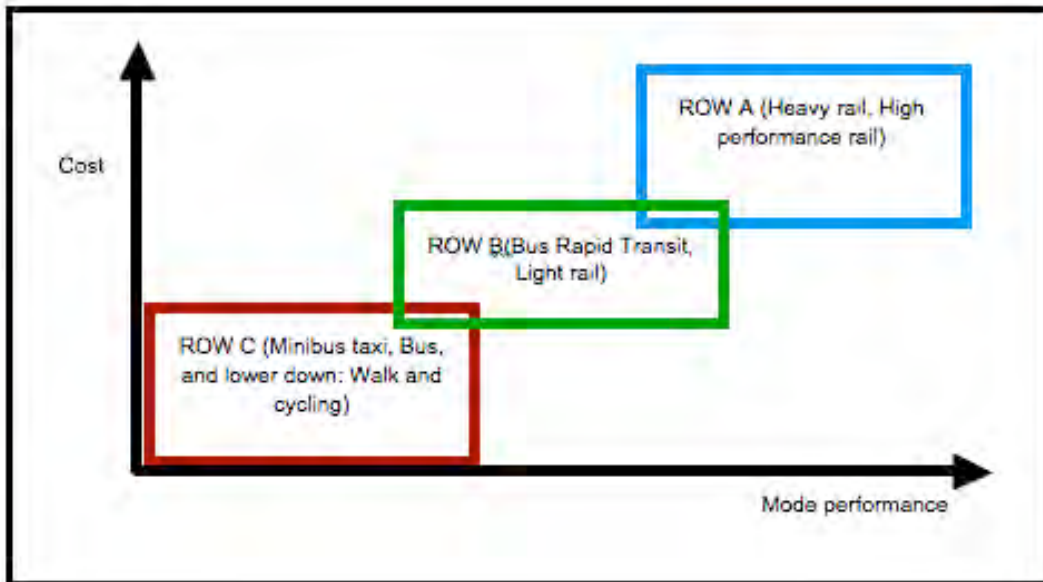 Cost
ROW A (Heavy rail, High
performance rail)
ROW B(Bus Rapid Transit,
Light rail)
ROW C (Minibus taxi, Bus,
and lower down: Walk and
cycling)
Mode performance